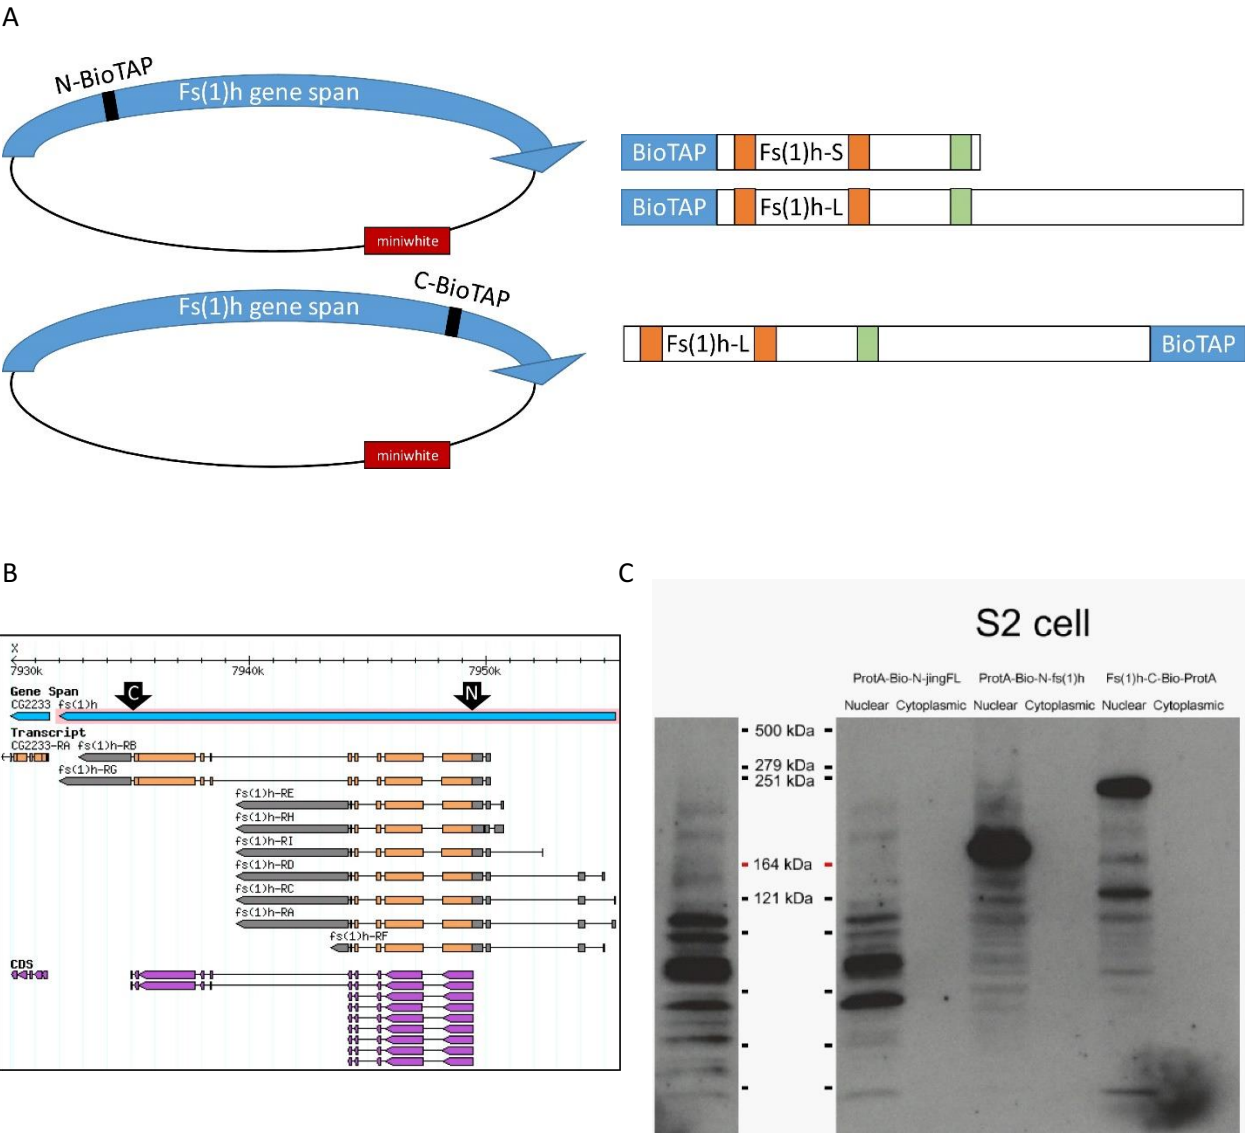 A
N-BioTAP
Fs(1)h gene span
miniwhite
BioTAP Fs(1)h-S
BioTAP Fs(1)h-L
C-BioTAP
Fs(1)h gene span
miniwhite
Fs(1)h-L BioTAP
B
X
7930k 7940k 7950k
C N
Gene Span
CG2233 fs(1)h
Transcript
CG2233-RA fs(1)h-RB
fs(1)h-RG
fs(1)h-RE
fs(1)h-RH
fs(1)h-RI
fs(1)h-RD
fs(1)h-RC
fs(1)h-RA
fs(1)h-RF
CDS
C
S2 cell
ProtA-Bio-N-jingFL ProtA-Bio-N-fs(1)h Fs(1)h-C-Bio-ProtA
Nuclear Cytoplasmic Nuclear Cytoplasmic Nuclear Cytoplasmic
500 kDa
279 kDa
251 kDa
164 kDa
121 kDa